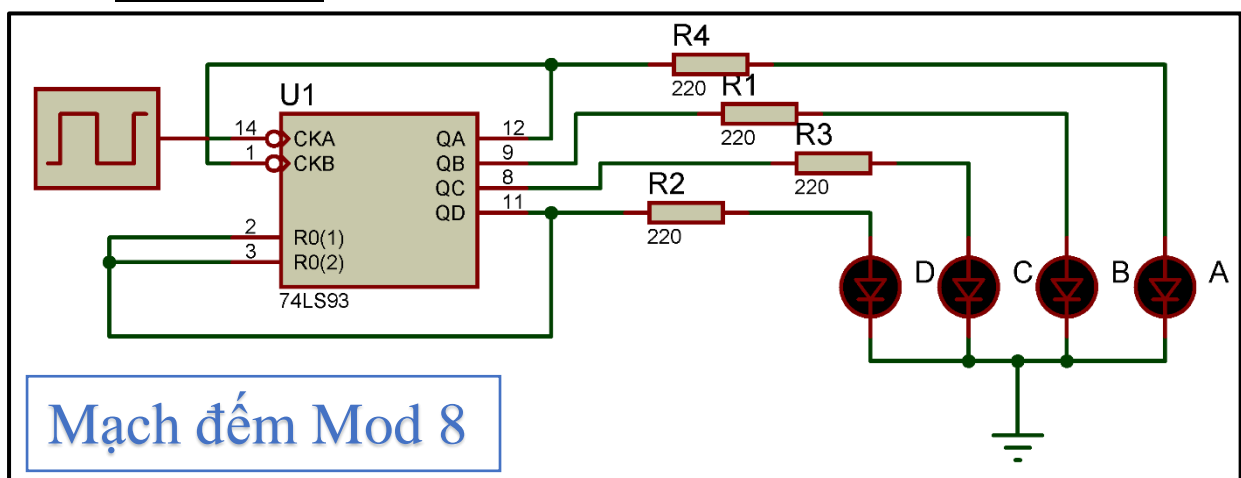 R4
220
R1
220
R3
220
R2
220
U1
14
CKA
QA
12
1
CKB
QB
9
QC
8
QD
11
2
R0(1)
3
R0(2)
74LS93
D
C
B
A
Mạch đếm Mod 8